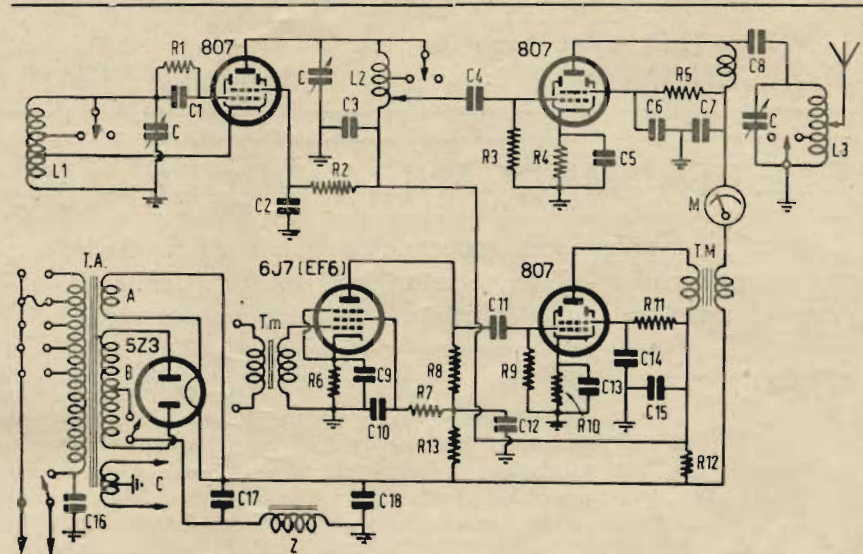 807
R1
C1
C
L1
C2
R2
C
C3
L2
C4
807
R3
R4
C5
R5
C6
C7
C8
C
L3
M
T.A.
A
5Z3
B
C
C16
C17
Z
C18
T.m
6J7(EF6)
R6
C9
C10
R7
R8
R13
C11
C12
807
R9
R10
C13
R11
C14
C15
R12
T.M